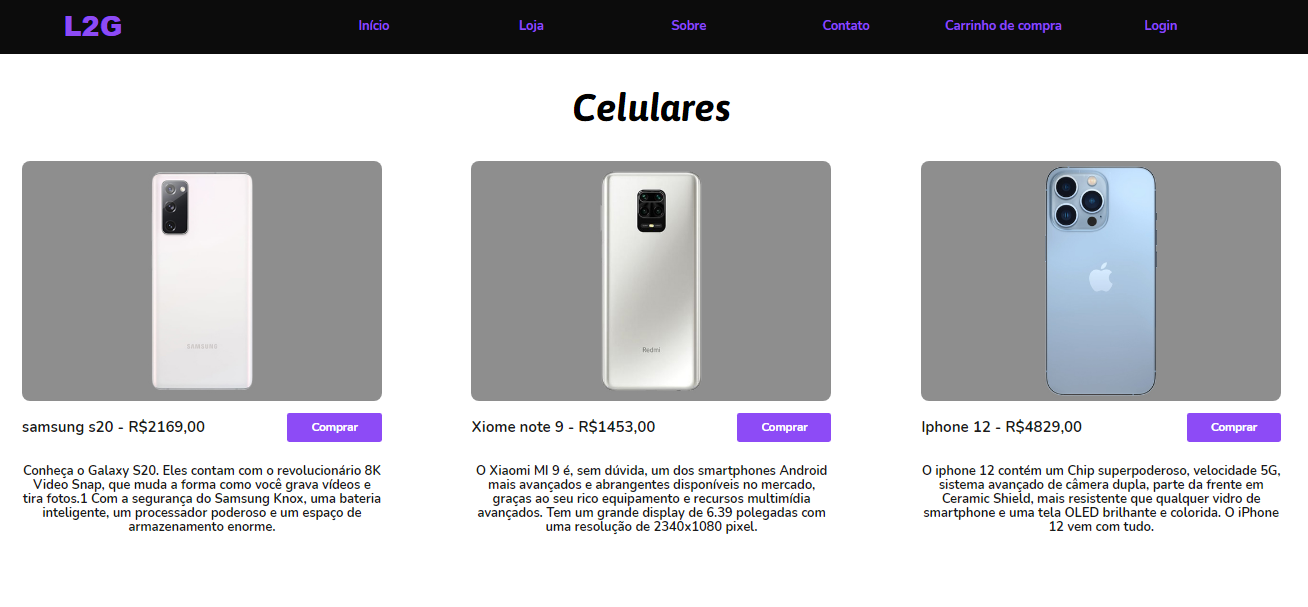 L2G Início Loja Sobre Contato Carrinho de compra Login
Celulares
SAMSUNG
Redmi
samsung s20 - R$2169,00 Comprar
Xiome note 9 - R$1453,00 Comprar
Iphone 12 - R$4829,00 Comprar
Conheça o Galaxy S20. Eles contam com o revolucionário 8K
Video Snap, que muda a forma como você grava vídeos e
tira fotos.1 Com a segurança do Samsung Knox, uma bateria
inteligente, um processador poderoso e um espaço de
armazenamento enorme.
O Xiaomi MI 9 é, sem dúvida, um dos smartphones Android
mais avançados e abrangentes disponíveis no mercado,
graças ao seu rico equipamento e recursos multimídia
avançados. Tem um grande display de 6.39 polegadas com
uma resolução de 2340x1080 pixel.
O iphone 12 contém um Chip superpoderoso, velocidade 5G,
sistema avançado de câmera dupla, parte da frente em
Ceramic Shield, mais resistente que qualquer vidro de
smartphone e uma tela OLED brilhante e colorida. O iPhone
12 vem com tudo.